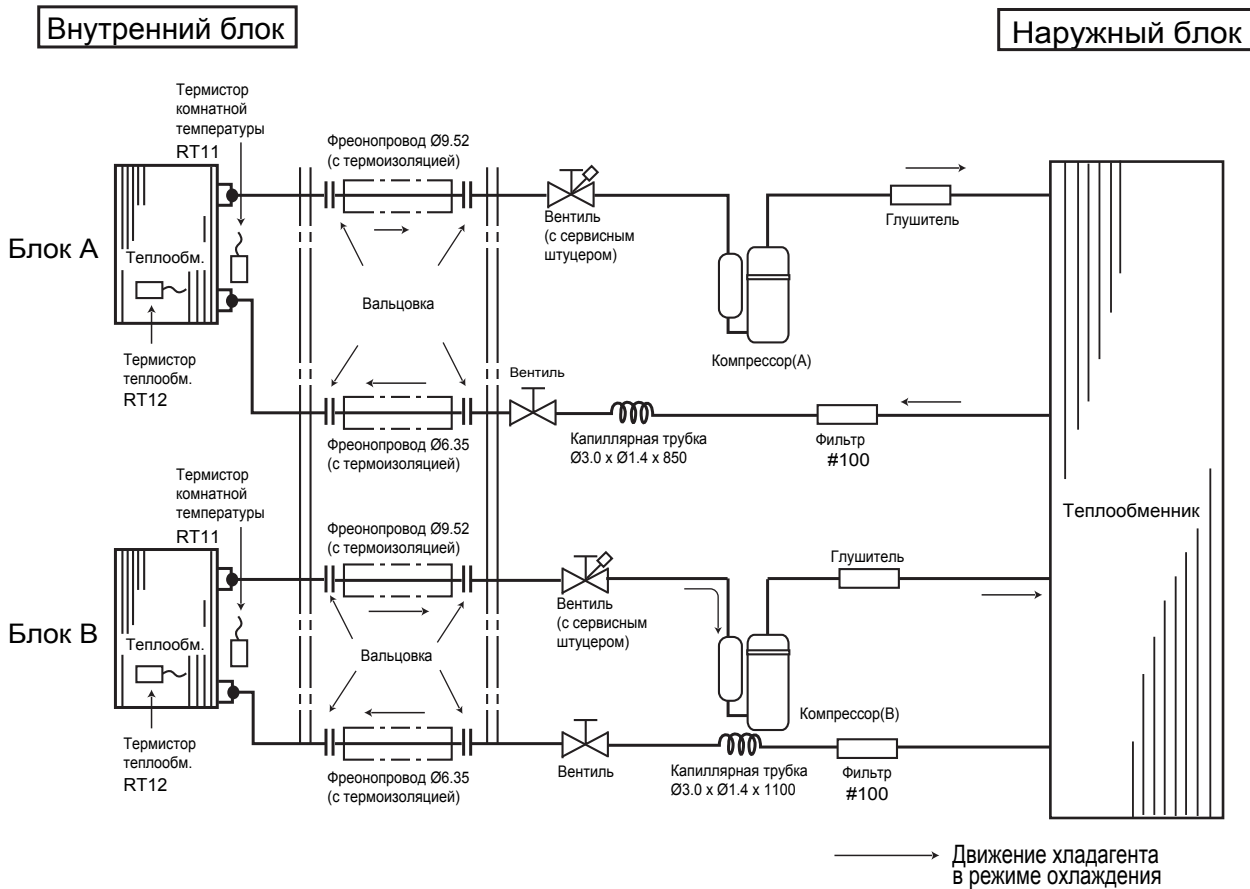 Внутренний блок
Наружный блок
Термистор
комнатной
температуры
RT11
Фреонопровод Ø9.52
(с термоизоляцией)
Вентиль
(с сервисным
штуцером)
Глушитель
Блок A
Теплообм.
Вальцовка
Компрессор(A)
Термистор
теплообм.
RT12
Вентиль
Фреонопровод Ø6.35
(с термоизоляцией)
Капиллярная трубка
Ø3.0 x Ø1.4 x 850
Фильтр
#100
Теплообменник
Термистор
комнатной
температуры
RT11
Фреонопровод Ø9.52
(с термоизоляцией)
Вентиль
(с сервисным
штуцером)
Глушитель
Блок B
Теплообм.
Вальцовка
Компрессор(B)
Термистор
теплообм.
RT12
Фреонопровод Ø6.35
(с термоизоляцией)
Вентиль
Капиллярная трубка
Ø3.0 x Ø1.4 x 1100
Фильтр
#100
Движение хладагента
в режиме охлаждения